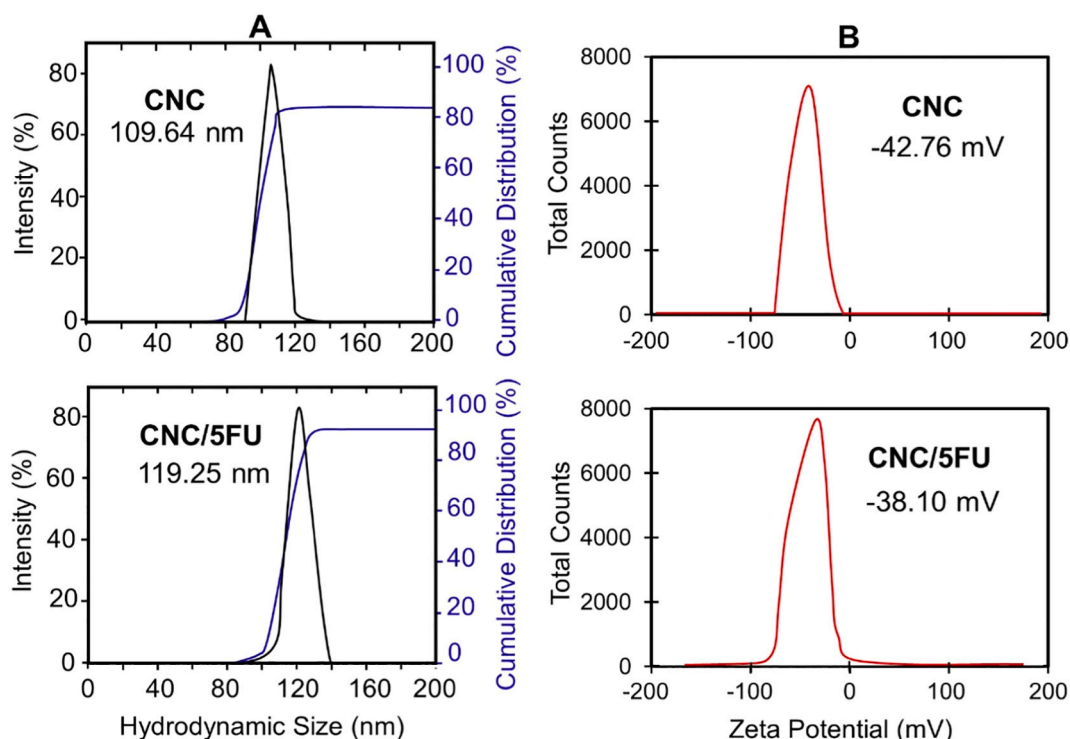 A
CNC
109.64 nm
Intensity (%)
80
60
40
20
0
0 40 80 120 160 200
100
80
60
40
20
0
Cumulative Distribution (%)
CNC/5FU
119.25 nm
Intensity (%)
80
60
40
20
0
0 40 80 120 160 200
100
80
60
40
20
0
Cumulative Distribution (%)
Hydrodynamic Size (nm)
B
CNC
-42.76 mV
Total Counts
8000
6000
4000
2000
0
-200 -100 0 100 200
CNC/5FU
-38.10 mV
Total Counts
8000
6000
4000
2000
0
-200 -100 0 100 200
Zeta Potential (mV)